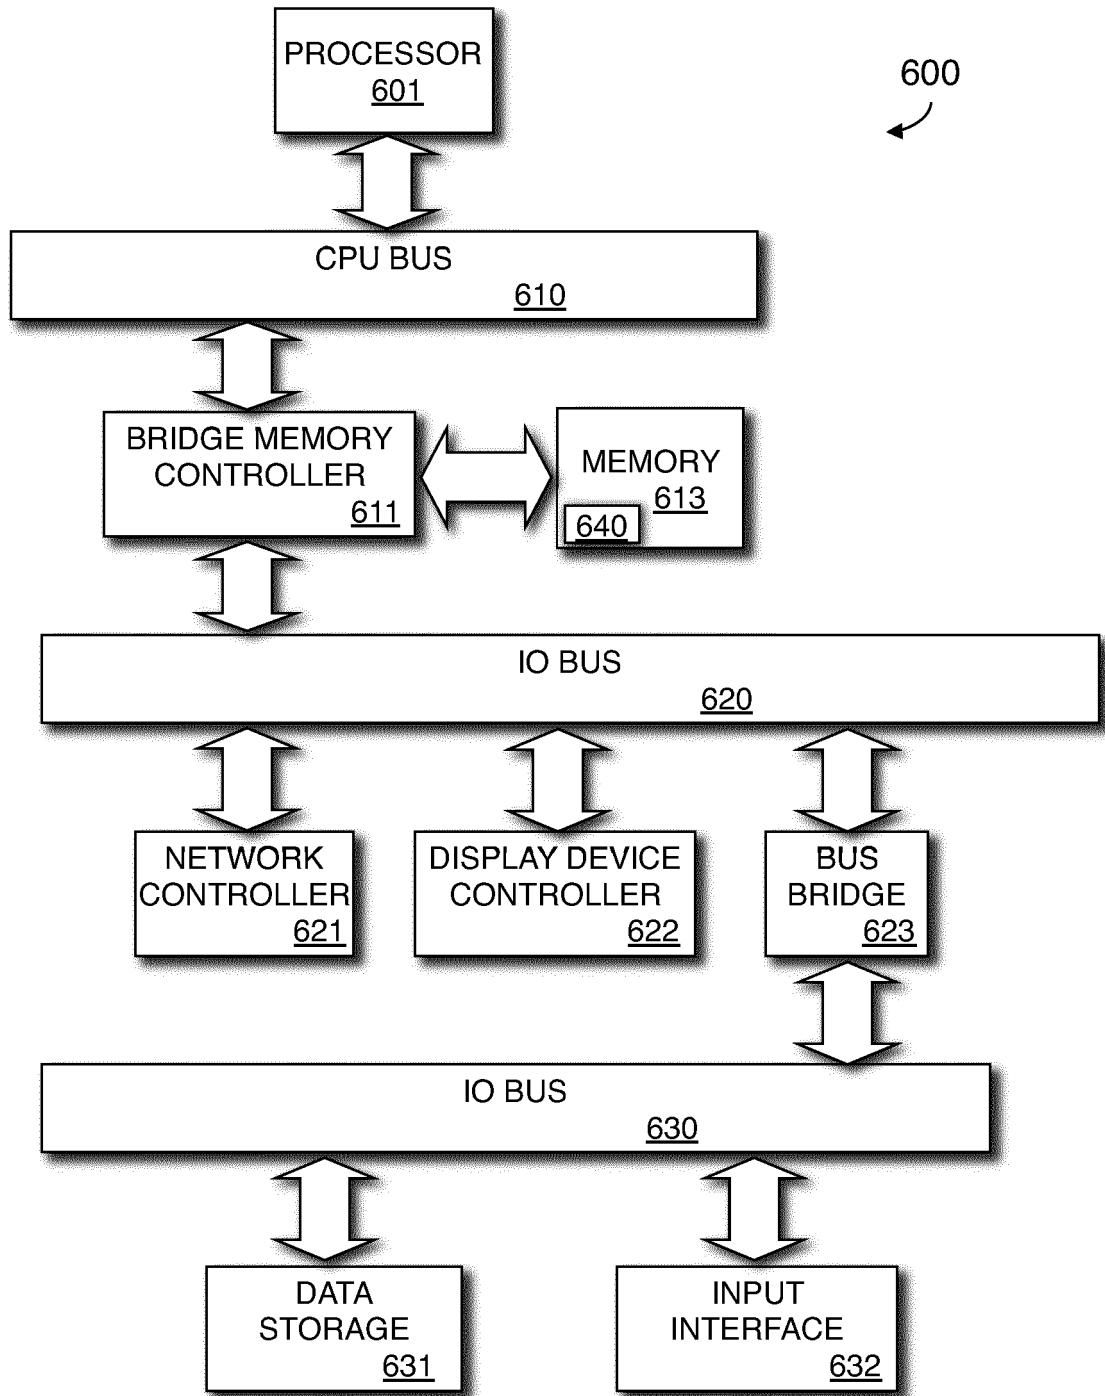 PROCESSOR
601
600
CPU BUS
610
BRIDGE MEMORY
CONTROLLER
611
MEMORY
613
640
IO BUS
620
NETWORK
CONTROLLER
621
DISPLAY DEVICE
CONTROLLER
622
BUS
BRIDGE
623
IO BUS
630
DATA
STORAGE
631
INPUT
INTERFACE
632